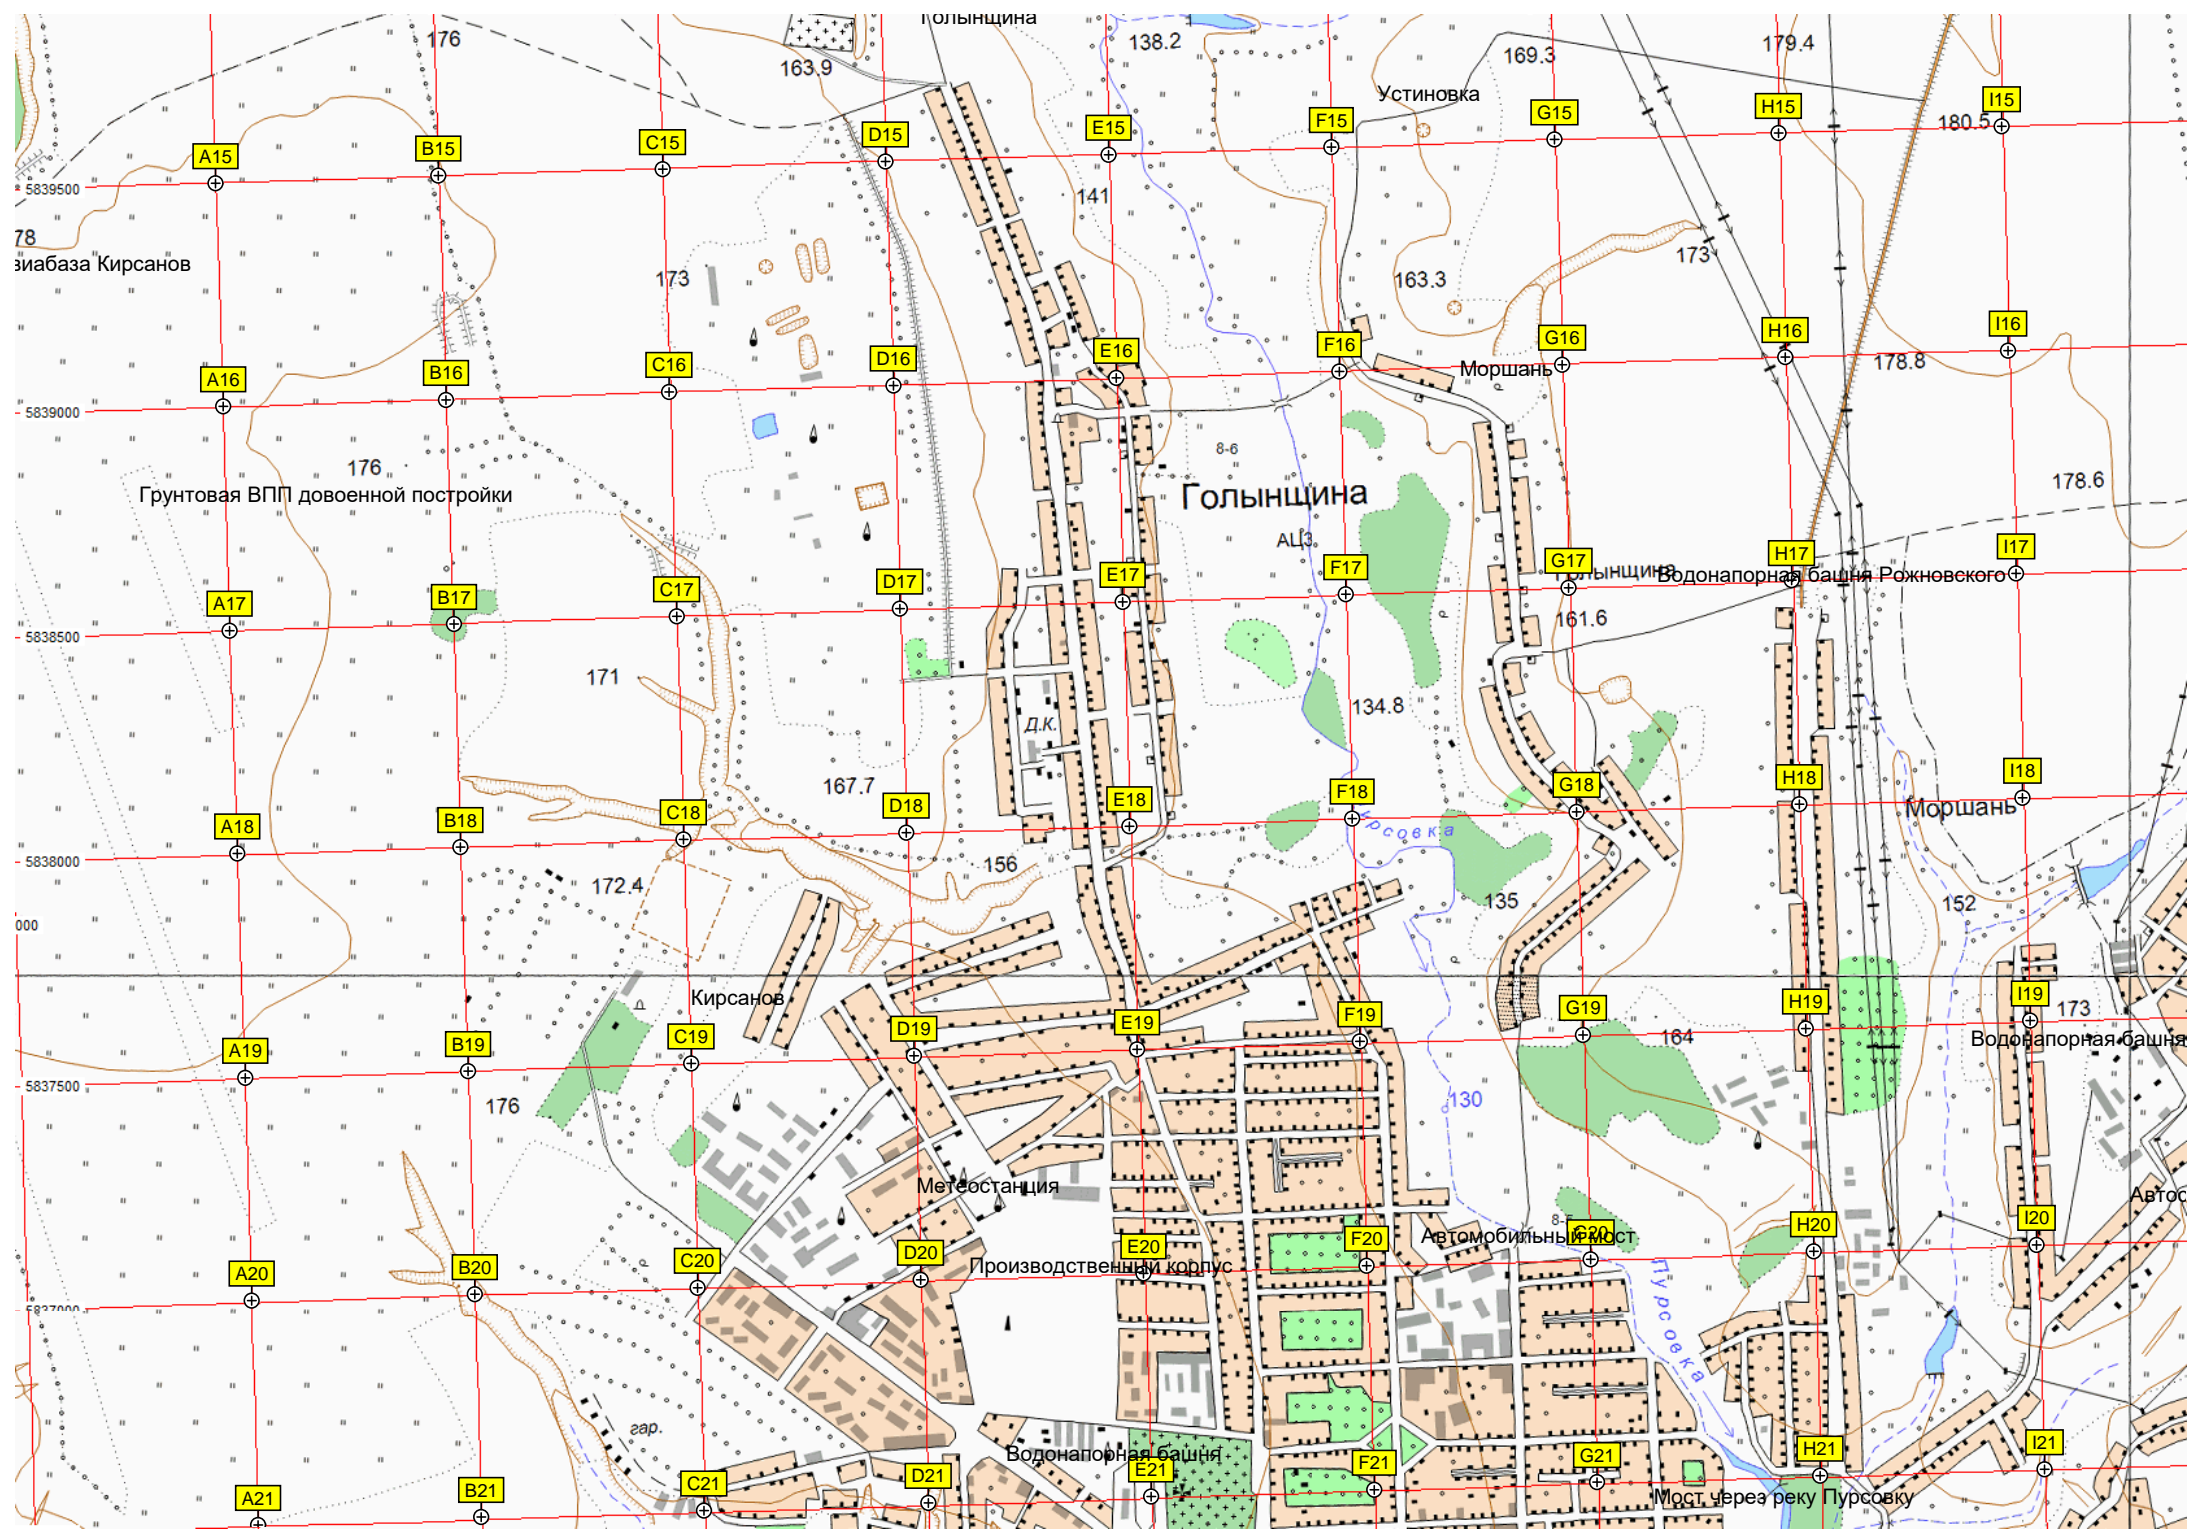 Голынщина
176
138.2
179.4
169.3
163.9
Устиновка
I15
H15
G15
F15
E15
D15
C15
B15
A15
180.5
5839500
141
78
173
173
163.3
виабаза Кирсанов
I16
H16
G16
F16
E16
D16
C16
B16
A16
178.8
Моршань
5839000
8-6
176
178.6
Грунтовая ВПП довоенной постройки
Голынщина
АЦЗ
I17
H17
G17
F17
E17
D17
C17
B17
A17
Водонапорная башня Рожновского
161.6
5838500
171
134.8
Д.К.
167.7
I18
H18
G18
F18
E18
D18
C18
B18
A18
Моршань
рсовка
5838000
156
172.4
135
152
000
Кирсанов
I19
H19
G19
F19
E19
D19
C19
B19
A19
173
164
Водонапорная башня
5837500
176
130
Метеостанция
Автос
8-5
I20
H20
G20
F20
E20
D20
C20
B20
A20
Автомобильный мост
Производственный корпус
5837000
Пурсовка
гар.
Водонапорная башня
I21
H21
G21
F21
E21
D21
C21
B21
A21
Мост через реку Пурсовку